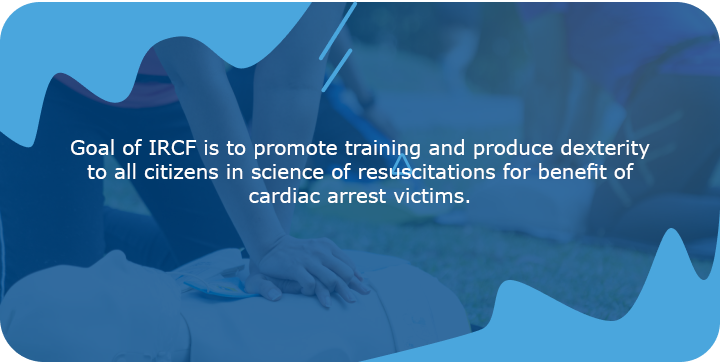 Goal of IRCF is to promote training and produce dexterity
to all citizens in science of resuscitations for benefit of
cardiac arrest victims.